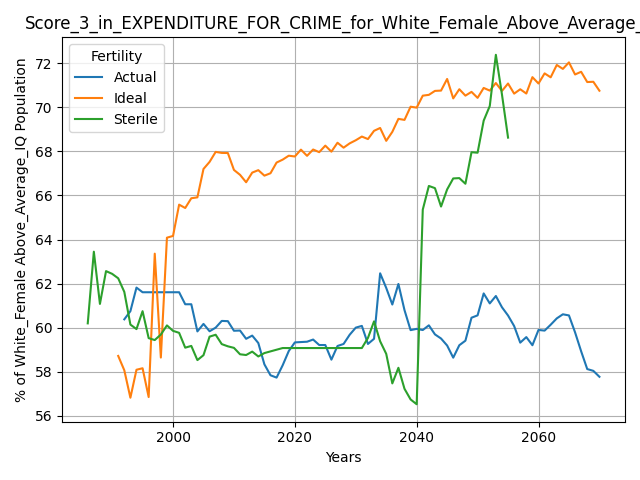 Score_3_in_EXPENDITURE_FOR_CRIME_for_White_Female_Above_Average_
Fertility
Actual
Ideal
Sterile
% of White_Female Above_Average_IQ Population
72
70
68
66
64
62
60
58
56
2000
2020
2040
2060
Years